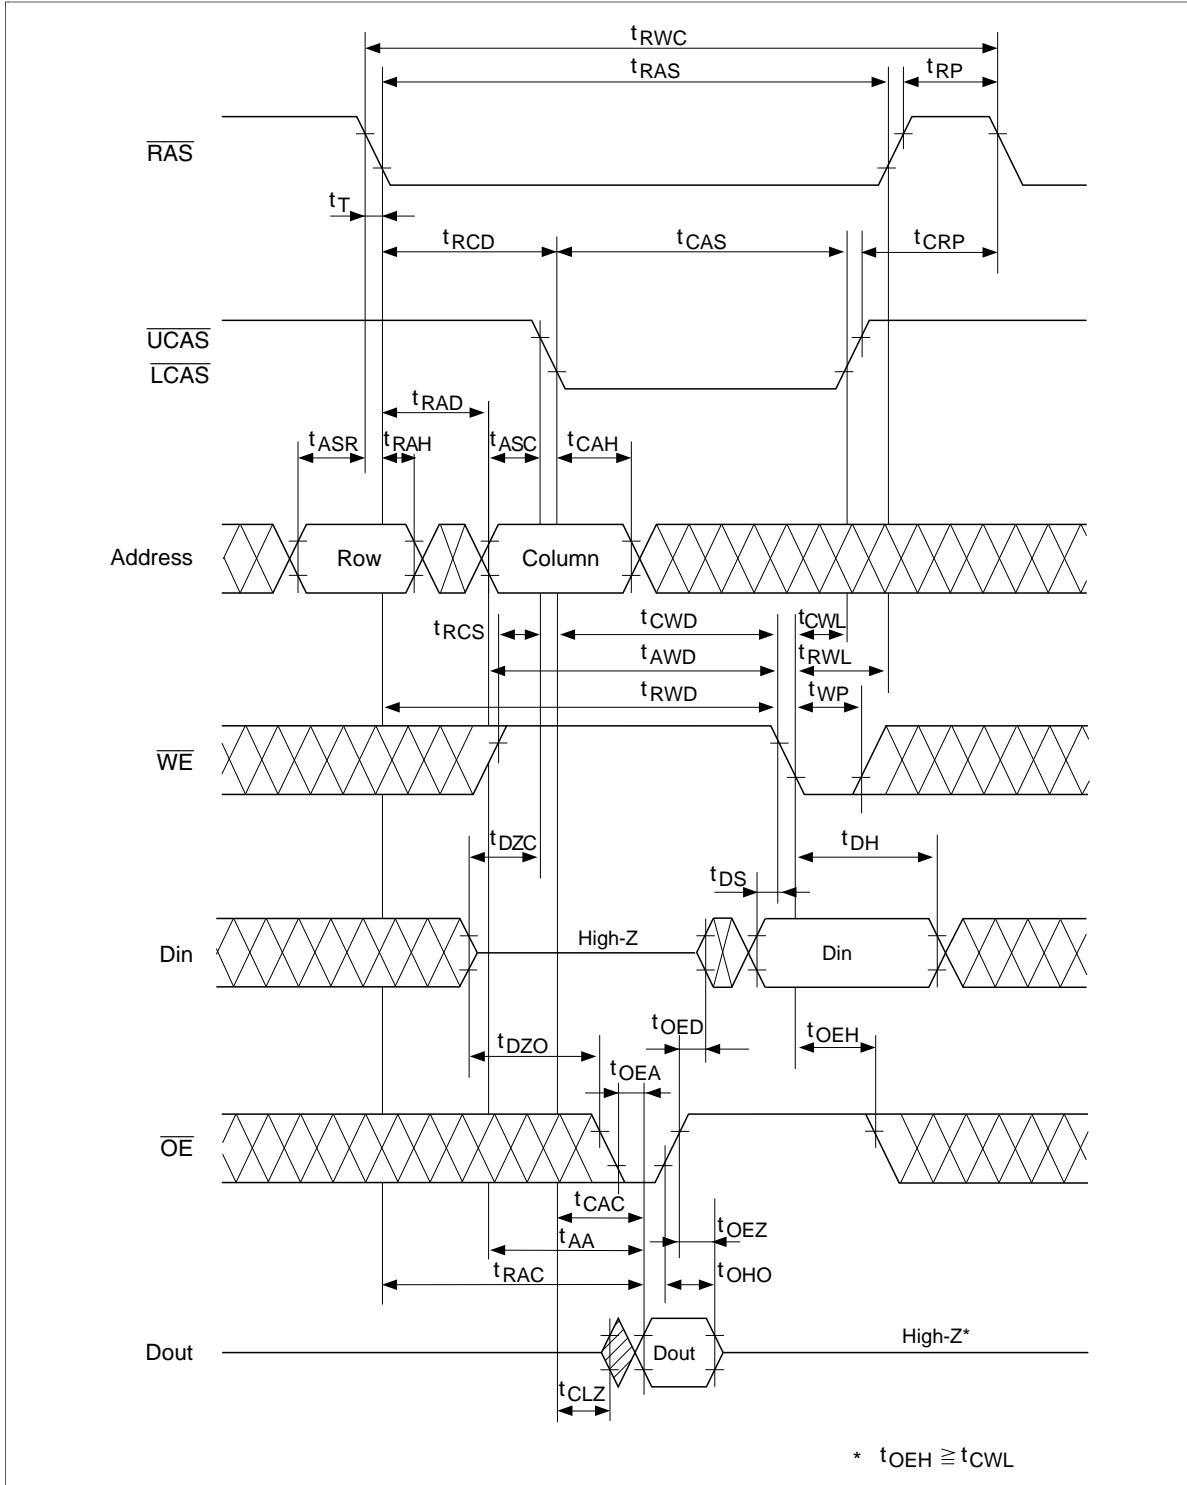 tRWC
tRAS
tRP
RAS
tT
tRCD
tCAS
tCRP
UCAS
LCAS
tRAD
tASR
tRAH
tASC
tCAH
Address
Row
Column
tRCS
tCWD
tCWL
tAWD
tRWL
tRWD
tWP
WE
tDZC
tDH
tDS
Din
High-Z
Din
tOED
tOEH
tDZO
tOEA
OE
tCAC
tOEZ
tAA
tRAC
tOHO
Dout
Dout
High-Z*
tCLZ
* tOEH ≧ tCWL